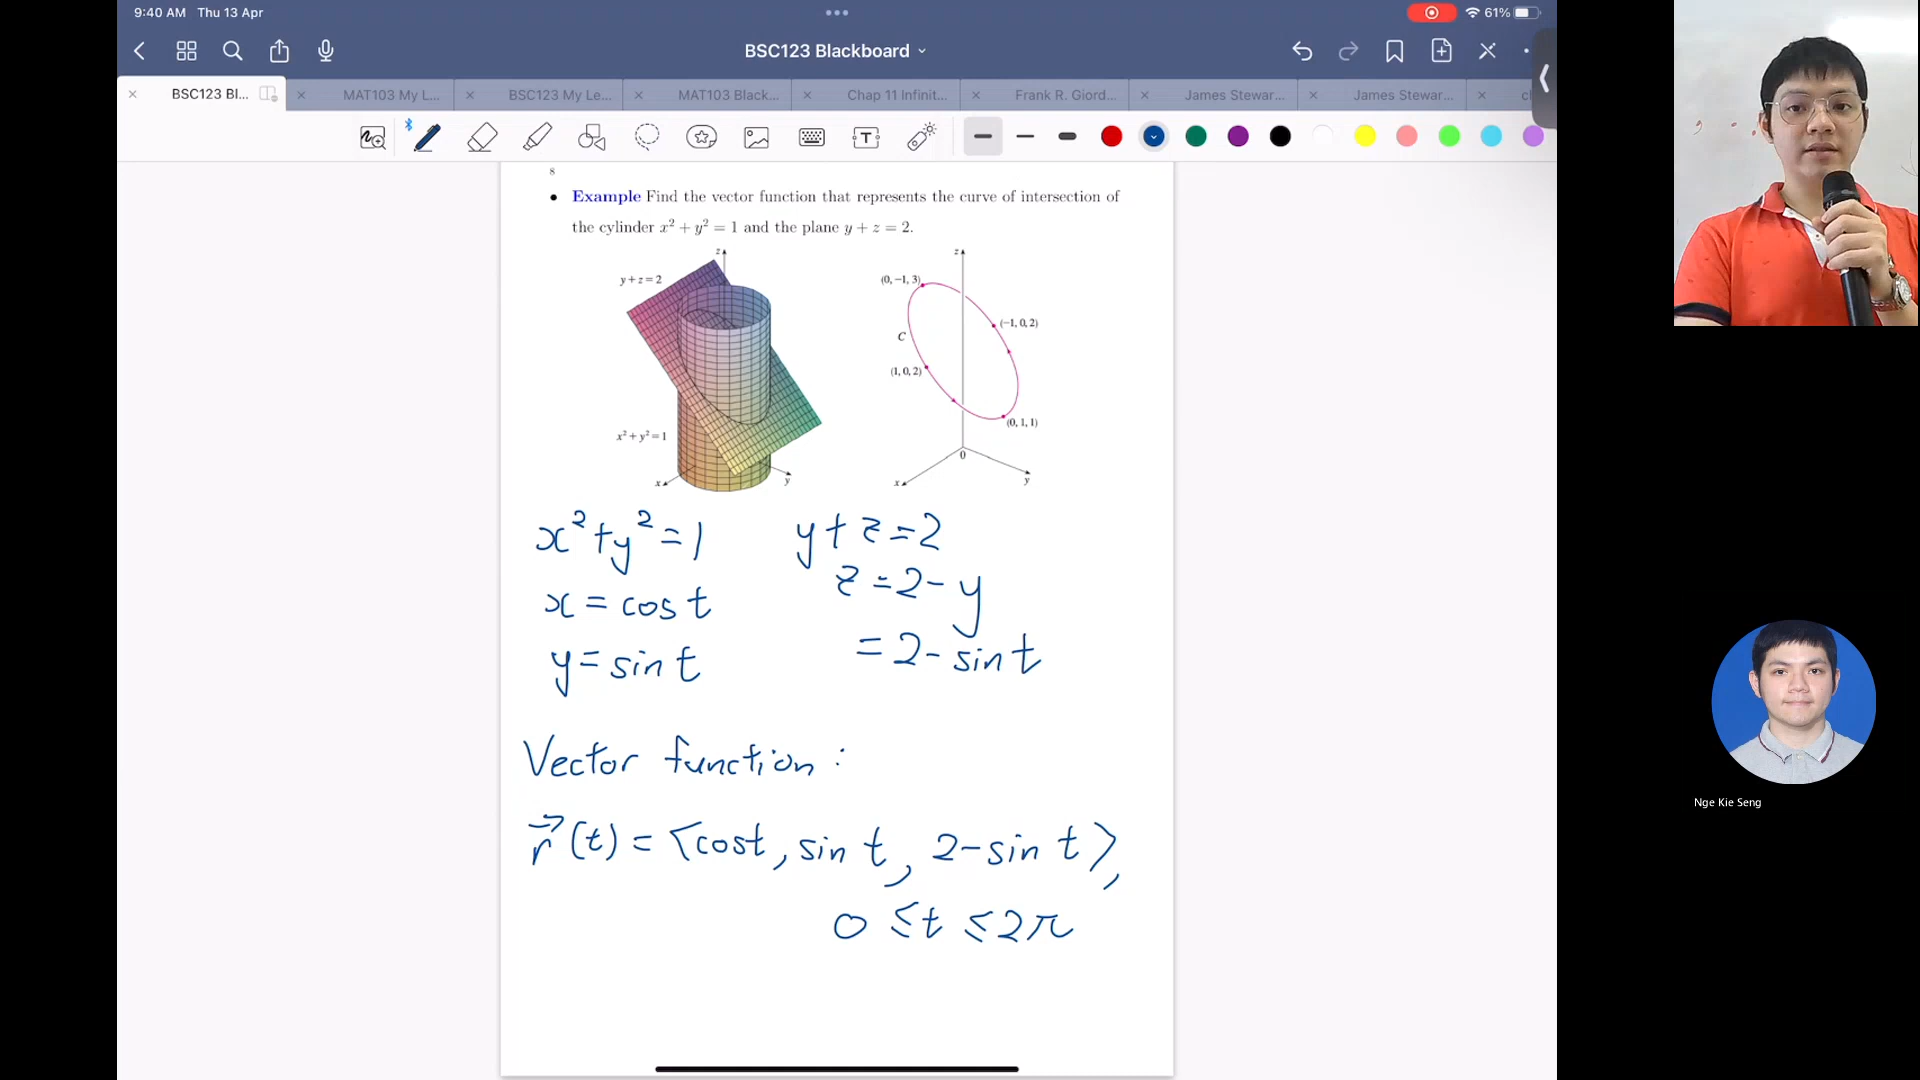 9:40 AM Thu 13 Apr
61%
BSC123 Blackboard
BSC123 Bl... MAT103 My L... BSC123 My Le... MAT103 Black... Chap 11 Infinit... Frank R. Giord... James Stewar... James Stewar...
8
• Example Find the vector function that represents the curve of intersection of
the cylinder x² + y² = 1 and the plane y + z = 2.
z
y + z = 2
x² + y² = 1
x
y
z
(0, −1, 3)
(−1, 0, 2)
C
(1, 0, 2)
(0, 1, 1)
0
x
y
x² + y² = 1
y + z = 2
z = 2 - y
x = cos t
= 2 - sin t
y = sin t
Vector function :
r⃗ (t) = ⟨cos t, sin t, 2 - sin t⟩,
0 ≤ t ≤ 2π
Nge Kie Seng